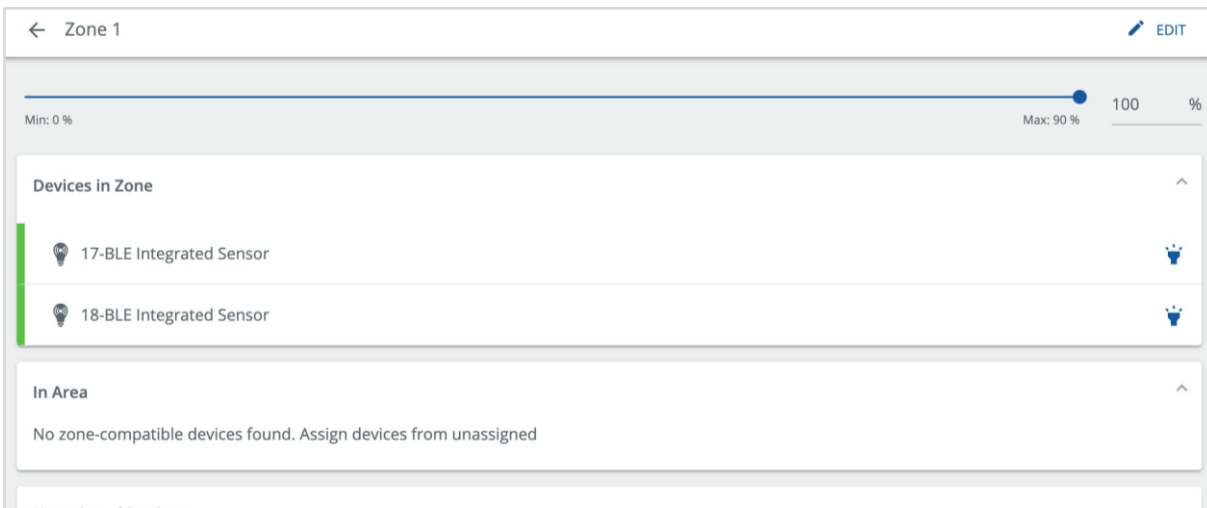 Zone 1
EDIT
100 %
Min: 0 %
Max: 90 %
Devices in Zone
17-BLE Integrated Sensor
18-BLE Integrated Sensor
In Area
No zone-compatible devices found. Assign devices from unassigned